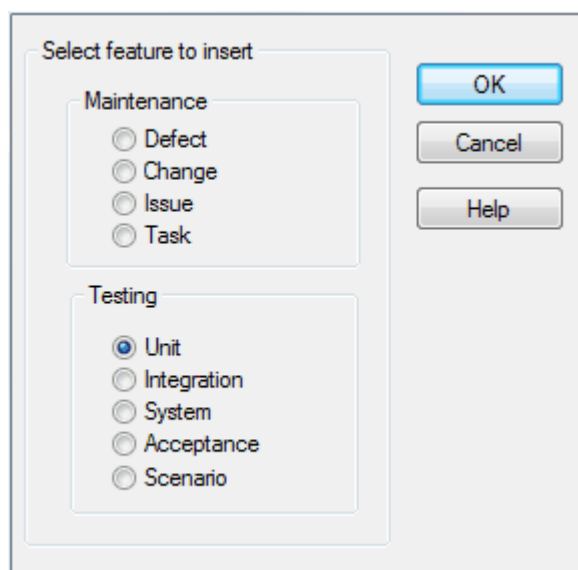 Select feature to insert
OK
Maintenance
Defect
Cancel
Change
Issue
Help
Task
Testing
Unit
Integration
System
Acceptance
Scenario